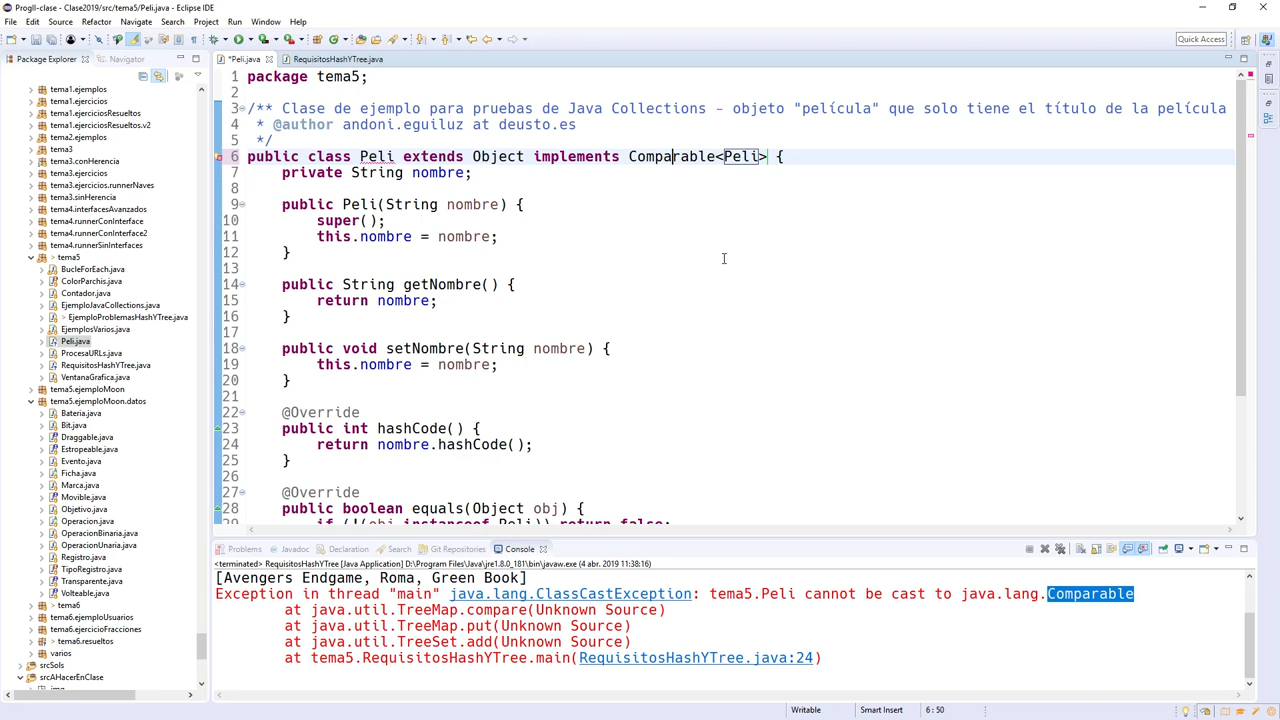 ProgII-clase - Clase2019/src/tema5/Peli.java - Eclipse IDE
File Edit Source Refactor Navigate Search Project Run Window Help
Quick Access
Package Explorer Navigator
tema1.ejemplos
tema1.ejercicios
tema1.ejerciciosResueltos
tema1.ejerciciosResueltos.v2
tema2.ejemplos
tema3
tema3.conHerencia
tema3.ejercicios
tema3.ejercicios.runnerNaves
tema3.sinHerencia
tema4.interfacesAvanzados
tema4.runnerConInterface
tema4.runnerConInterface2
tema4.runnerSinInterfaces
> tema5
BucleForEach.java
ColorParchis.java
Contador.java
EjemploJavaCollections.java
> EjemploProblemasHashYTree.java
EjemplosVarios.java
Peli.java
ProcesaURLs.java
RequisitosHashYTree.java
VentanaGrafica.java
tema5.ejemploMoon
tema5.ejemploMoon.datos
Bateria.java
Bit.java
Draggable.java
Estropeable.java
Evento.java
Ficha.java
Marca.java
Movible.java
Objetivo.java
Operacion.java
OperacionBinaria.java
OperacionUnaria.java
Registro.java
TipoRegistro.java
Transparente.java
Volteable.java
> tema6
tema6.ejemploUsuarios
tema6.ejercicioFracciones
tema6.resueltos
varios
srcSols
srcAHacerEnClase
img
*Peli.java RequisitosHashYTree.java
1 package tema5;
2
3 /** Clase de ejemplo para pruebas de Java Collections - objeto "película" que solo tiene el título de la película
4 * @author andoni.eguiluz at deusto.es
5 */
6 public class Peli extends Object implements Comparable<Peli> {
7 private String nombre;
8
9 public Peli(String nombre) {
10 super();
11 this.nombre = nombre;
12 }
13
14 public String getNombre() {
15 return nombre;
16 }
17
18 public void setNombre(String nombre) {
19 this.nombre = nombre;
20 }
21
22 @Override
23 public int hashCode() {
24 return nombre.hashCode();
25 }
26
27 @Override
28 public boolean equals(Object obj) {
29 if (!(obj instanceof Peli)) return false;
Problems Javadoc Declaration Search Git Repositories Console
<terminated> RequisitosHashYTree [Java Application] D:\Program Files\Java\jre1.8.0_181\bin\javaw.exe (4 abr. 2019 11:38:16)
[Avengers Endgame, Roma, Green Book]
Exception in thread "main" java.lang.ClassCastException: tema5.Peli cannot be cast to java.lang.Comparable
at java.util.TreeMap.compare(Unknown Source)
at java.util.TreeMap.put(Unknown Source)
at java.util.TreeSet.add(Unknown Source)
at tema5.RequisitosHashYTree.main(RequisitosHashYTree.java:24)
Writable Smart Insert 6 : 50